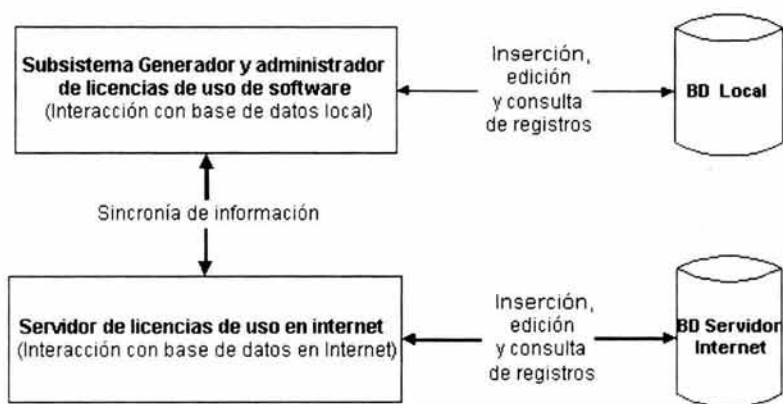 Subsistema Generador y administrador
de licencias de uso de software
(Interacción con base de datos local)
Inserción,
edición
y consulta
de registros
BD Local
Sincronía de información
Servidor de licencias de uso en internet
(Interacción con base de datos en Internet)
Inserción,
edición
y consulta
de registros
BD Servidor
Internet